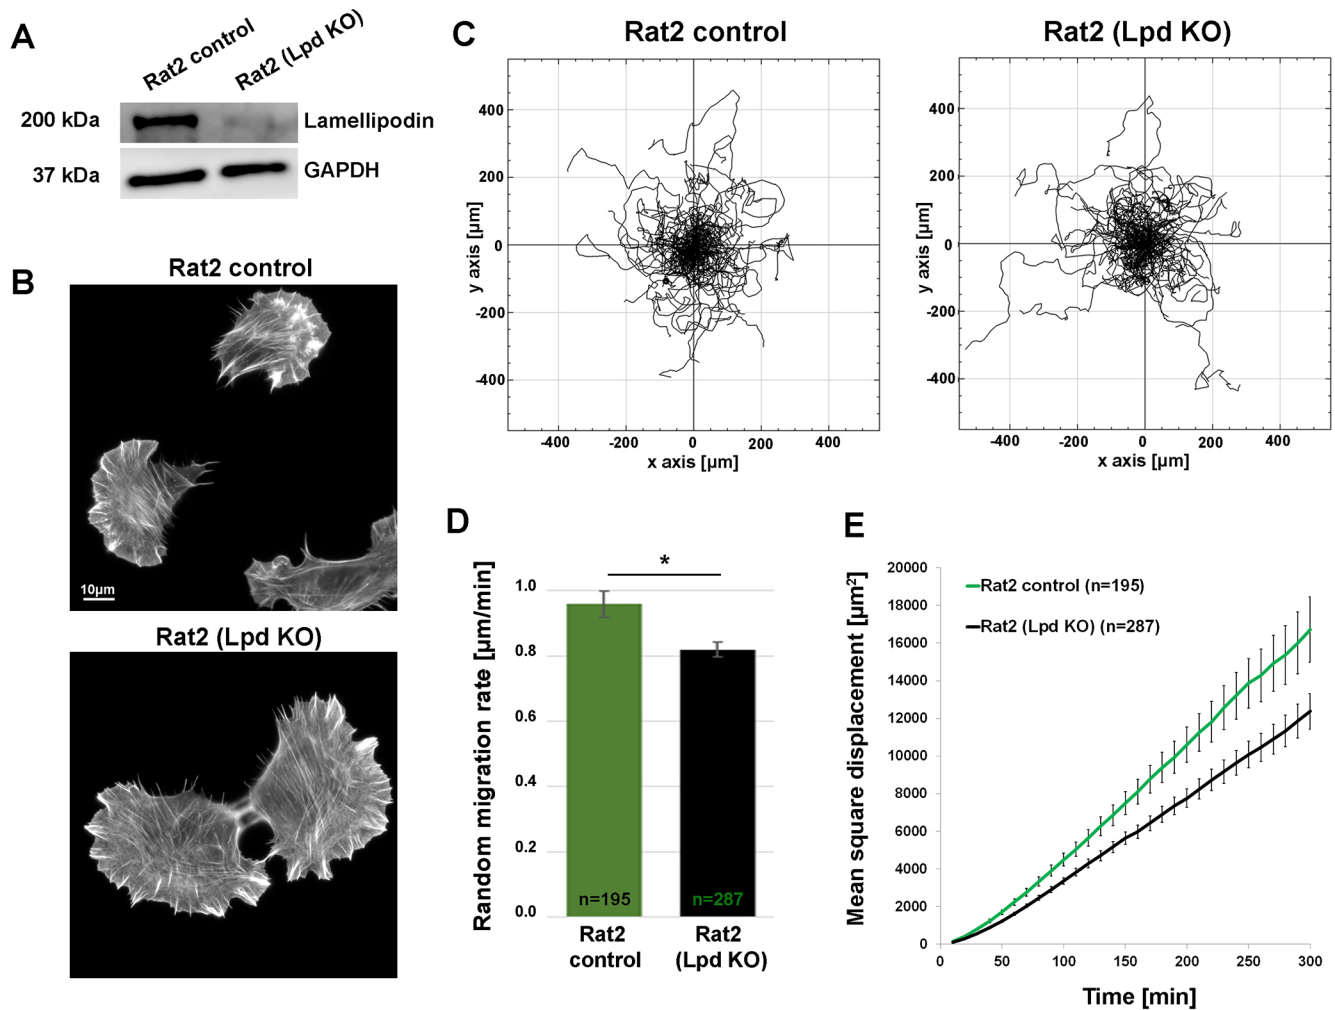 A
Rat2 control
Rat2 (Lpd KO)
200 kDa
Lamellipodin
37 kDa
GAPDH
B
Rat2 control
10µm
Rat2 (Lpd KO)
C
Rat2 control
y axis [µm]
400
200
0
-200
-400
-400
-200
0
200
400
x axis [µm]
Rat2 (Lpd KO)
y axis [µm]
400
200
0
-200
-400
-400
-200
0
200
400
x axis [µm]
D
Random migration rate [µm/min]
1.0
0.8
0.6
0.4
0.2
0.0
*
n=195
n=287
Rat2
control
Rat2
(Lpd KO)
E
Mean square displacement [µm²]
20000
18000
16000
14000
12000
10000
8000
6000
4000
2000
0
Rat2 control (n=195)
Rat2 (Lpd KO) (n=287)
0
50
100
150
200
250
300
Time [min]